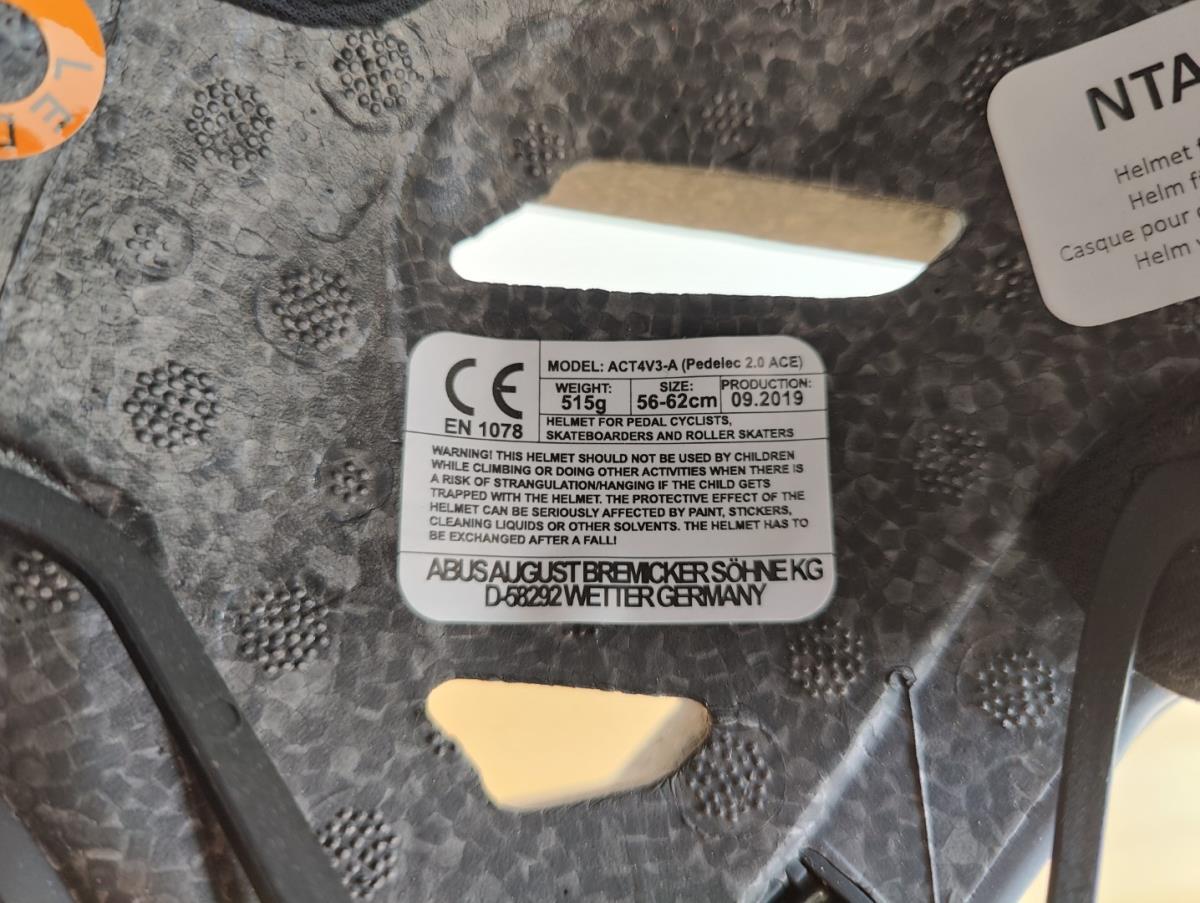 NTA
Helmet
Helm
Casque pour
Helm
CE
EN 1078
MODEL: ACT4V3-A (Pedelec 2.0 ACE)
WEIGHT:
515g
SIZE:
56-62cm
PRODUCTION:
09.2019
HELMET FOR PEDAL CYCLISTS,
SKATEBOARDERS AND ROLLER SKATERS
WARNING! THIS HELMET SHOULD NOT BE USED BY CHILDREN
WHILE CLIMBING OR DOING OTHER ACTIVITIES WHEN THERE IS
A RISK OF STRANGULATION/HANGING IF THE CHILD GETS
TRAPPED WITH THE HELMET. THE PROTECTIVE EFFECT OF THE
HELMET CAN BE SERIOUSLY AFFECTED BY PAINT, STICKERS,
CLEANING LIQUIDS OR OTHER SOLVENTS. THE HELMET HAS TO
BE EXCHANGED AFTER A FALL!
ABUS AUGUST BREMICKER SÖHNE KG
D-58292 WETTER GERMANY